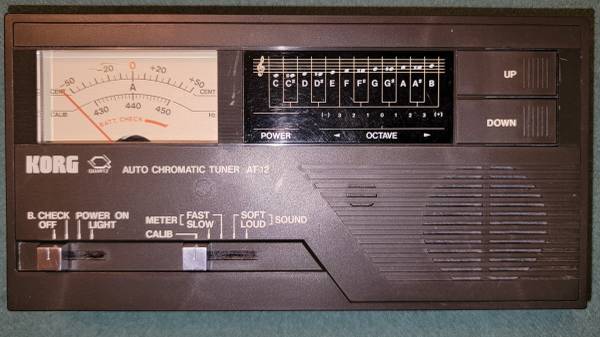 -20 0 +20
-50 +50
CENT A CENT
430 440 450
CALIB Hz
BATT. CHECK
C C# D D# E F F# G G# A A# B
(-) 3 2 1 0 1 2 3 (+)
POWER ◄ OCTAVE ►
UP
DOWN
KORG QUARTZ AUTO CHROMATIC TUNER AT-12
B. CHECK POWER ON
OFF LIGHT
METER FAST SOFT SOUND
SLOW LOUD
CALIB